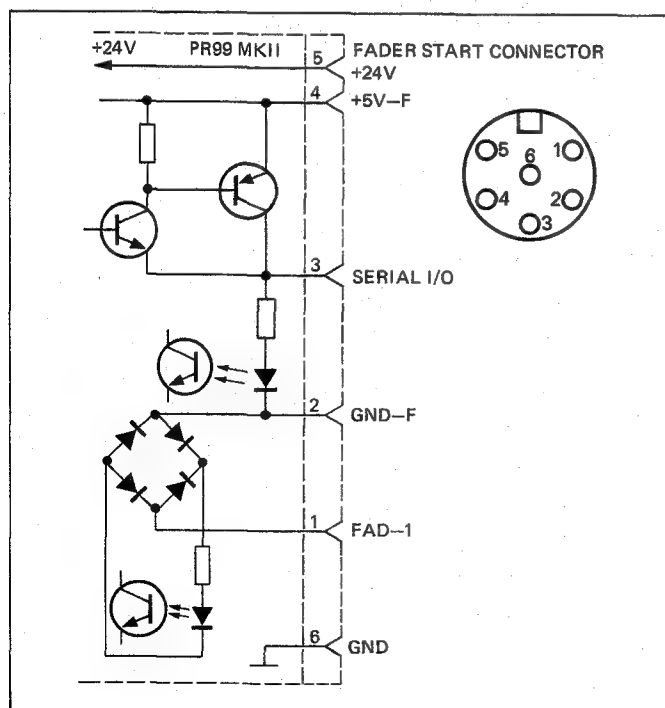 +24V PR99 MKII 5 FADER START CONNECTOR
+24V
4 +5V–F
5 6 1
4 2
3
3 SERIAL I/O
2 GND–F
1 FAD–1
6 GND